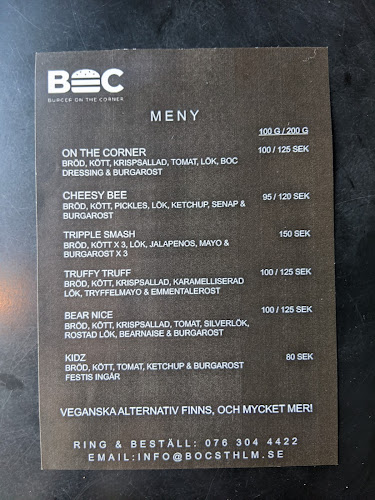 BOC
BURGER ON THE CORNER
MENY
100 G / 200 G
ON THE CORNER 100 / 125 SEK
BRÖD, KÖTT, KRISPSALLAD, TOMAT, LÖK, BOC
DRESSING & BURGAROST
CHEESY BEE 95 / 120 SEK
BRÖD, KÖTT, PICKLES, LÖK, KETCHUP, SENAP &
BURGAROST
TRIPPLE SMASH 150 SEK
BRÖD, KÖTT X 3, LÖK, JALAPENOS, MAYO &
BURGAROST X 3
TRUFFY TRUFF 100 / 125 SEK
BRÖD, KÖTT, KRISPSALLAD, KARAMELLISERAD
LÖK, TRYFFELMAYO & EMMENTALEROST
BEAR NICE 100 / 125 SEK
BRÖD, KÖTT, KRISPSALLAD, TOMAT, SILVERLÖK,
ROSTAD LÖK, BEARNAISE & BURGAROST
KIDZ 80 SEK
BRÖD, KÖTT, TOMAT, KETCHUP & BURGAROST
FESTIS INGÅR
VEGANSKA ALTERNATIV FINNS, OCH MYCKET MER!
RING & BESTÄLL: 076 304 4422
EMAIL:INFO@BOCSTHLM.SE